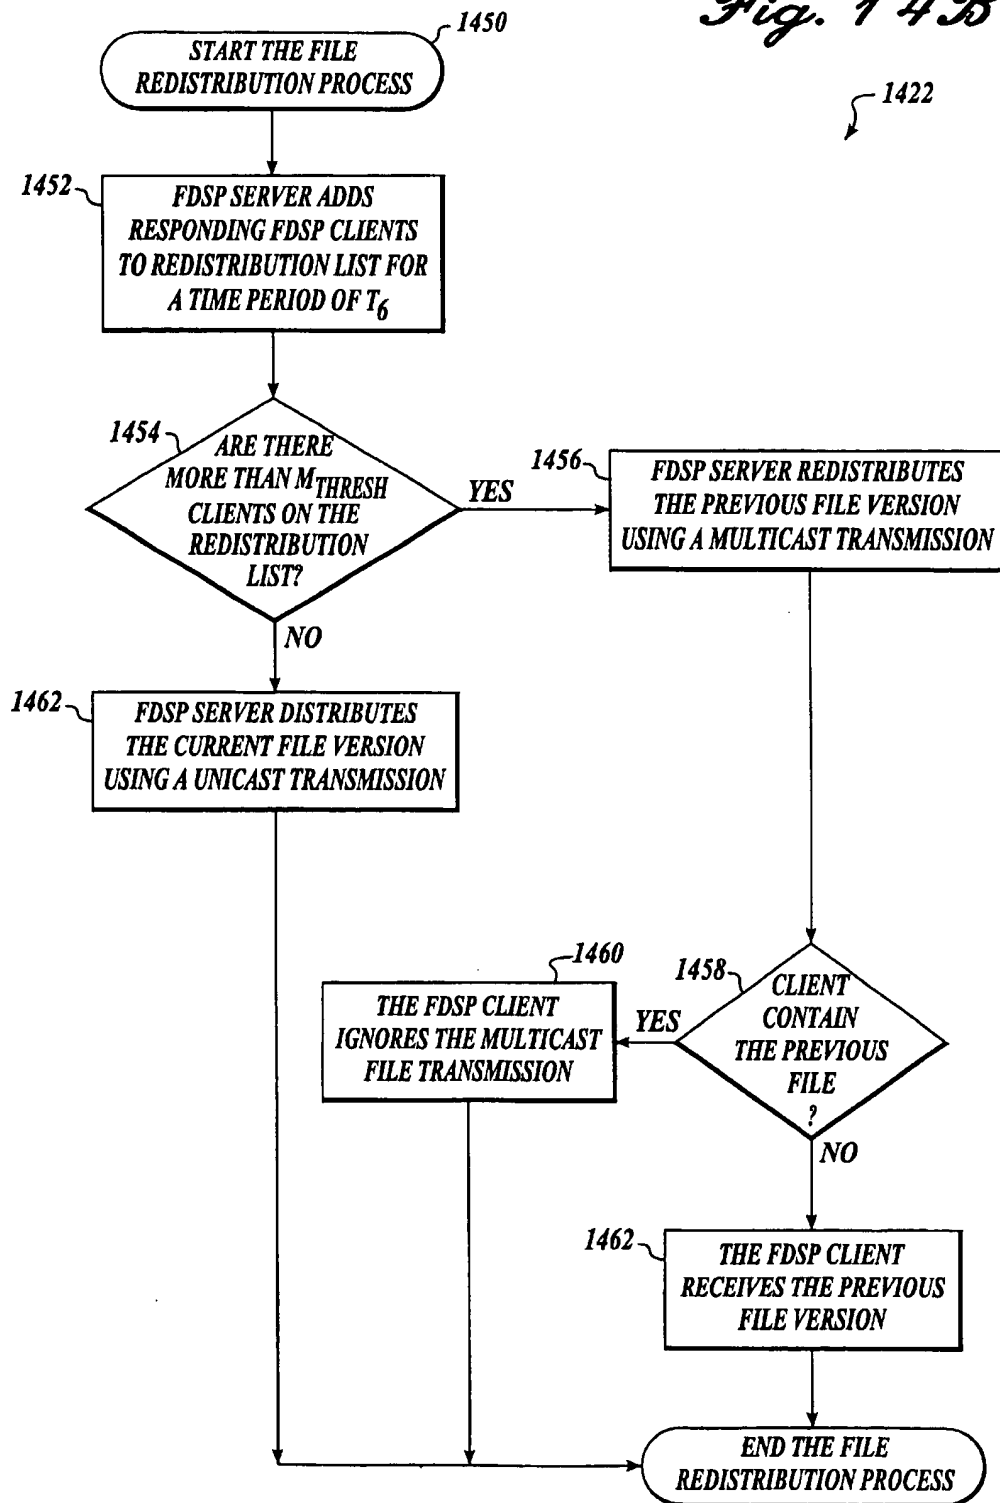 Fig. 14B
1450
START THE FILE
REDISTRIBUTION PROCESS
1422
1452
FDSP SERVER ADDS
RESPONDING FDSP CLIENTS
TO REDISTRIBUTION LIST FOR
A TIME PERIOD OF T6
1454
ARE THERE
MORE THAN MTHRESH
CLIENTS ON THE
REDISTRIBUTION
LIST?
YES
1456
FDSP SERVER REDISTRIBUTES
THE PREVIOUS FILE VERSION
USING A MULTICAST TRANSMISSION
NO
1462
FDSP SERVER DISTRIBUTES
THE CURRENT FILE VERSION
USING A UNICAST TRANSMISSION
1458
CLIENT
CONTAIN
THE PREVIOUS
FILE
?
YES
1460
THE FDSP CLIENT
IGNORES THE MULTICAST
FILE TRANSMISSION
NO
1462
THE FDSP CLIENT
RECEIVES THE PREVIOUS
FILE VERSION
END THE FILE
REDISTRIBUTION PROCESS